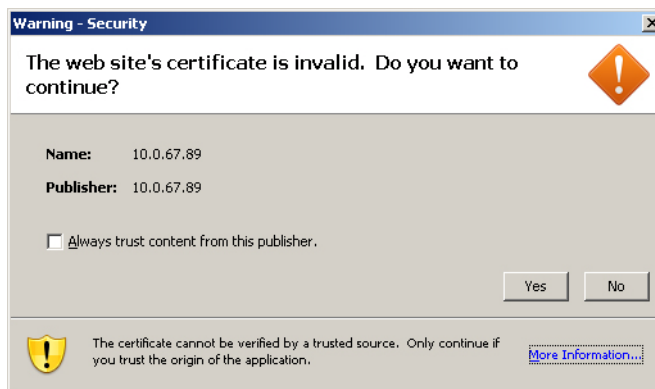 Warning - Security
The web site's certificate is invalid. Do you want to
continue?
Name: 10.0.67.89
Publisher: 10.0.67.89
Always trust content from this publisher.
Yes No
The certificate cannot be verified by a trusted source. Only continue if
you trust the origin of the application.
More Information...